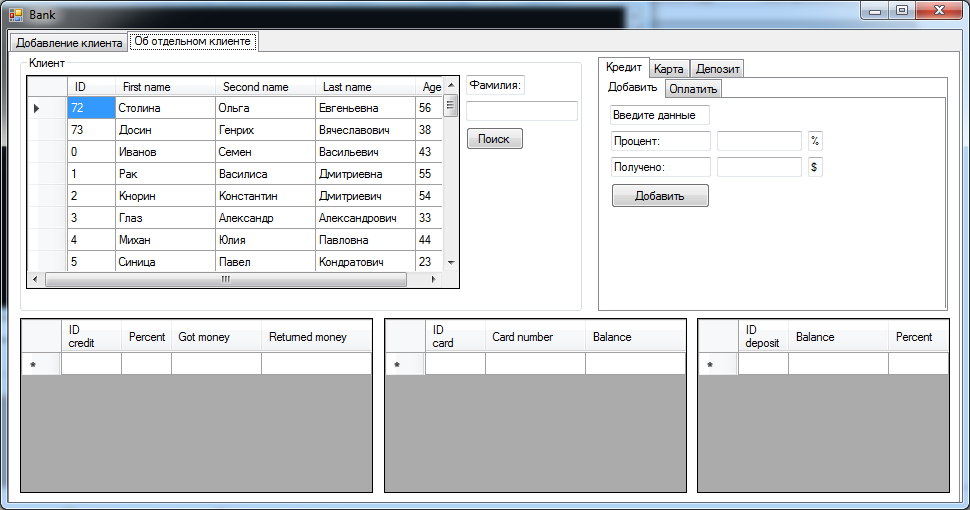 Bank
Добавление клиента Об отдельном клиенте
Клиент
ID First name Second name Last name Age
72 Столина Ольга Евгеньевна 56
73 Досин Генрих Вячеславович 38
0 Иванов Семен Васильевич 43
1 Рак Василиса Дмитриевна 55
2 Кнорин Константин Дмитриевич 54
3 Глаз Александр Александрович 33
4 Михан Юлия Павловна 44
5 Синица Павел Кондратович 23
Фамилия:
Поиск
Кредит Карта Депозит
Добавить Оплатить
Введите данные
Процент: %
Получено: $
Добавить
ID credit Percent Got money Returned money
*
ID card Card number Balance
*
ID deposit Balance Percent
*